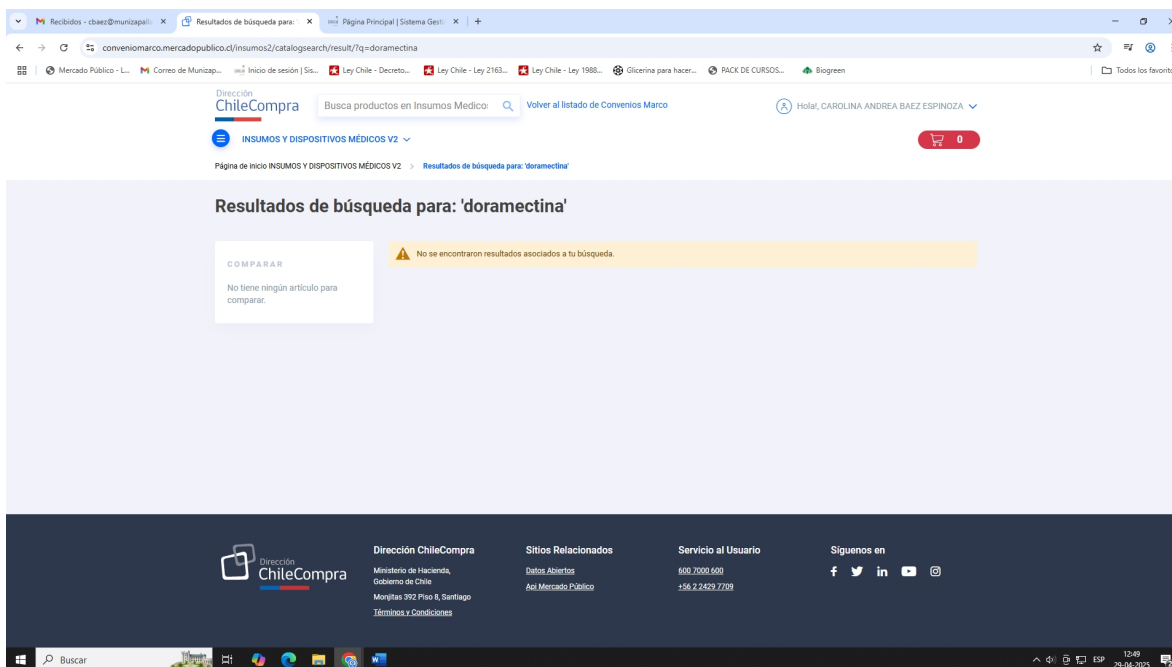 Recibidos - cbaez@munizapall
Resultados de búsqueda para: '
Página Principal | Sistema Gesti
conveniomarco.mercadopublico.cl/insumos2/catalogsearch/result/?q=doramectina
Mercado Público - L...
Correo de Munizap...
Inicio de sesión | Sis...
Ley Chile - Decreto...
Ley Chile - Ley 2163...
Ley Chile - Ley 1988...
Glicerina para hacer...
PACK DE CURSOS...
Biogreen
Todos los favorito
Dirección
ChileCompra
Busca productos en Insumos Medico:
Volver al listado de Convenios Marco
Hola!, CAROLINA ANDREA BAEZ ESPINOZA
INSUMOS Y DISPOSITIVOS MÉDICOS V2
0
Página de inicio INSUMOS Y DISPOSITIVOS MÉDICOS V2 > Resultados de búsqueda para: 'doramectina'
Resultados de búsqueda para: 'doramectina'
COMPARAR
No tiene ningún artículo para
comparar.
No se encontraron resultados asociados a tu búsqueda.
Dirección
ChileCompra
Dirección ChileCompra
Ministerio de Hacienda,
Gobierno de Chile
Monjitas 392 Piso 8, Santiago
Términos y Condiciones
Sitios Relacionados
Datos Abiertos
Api Mercado Público
Servicio al Usuario
600 7000 600
+56 2 2429 7709
Síguenos en
Buscar
ESP
12:49
29-04-2025